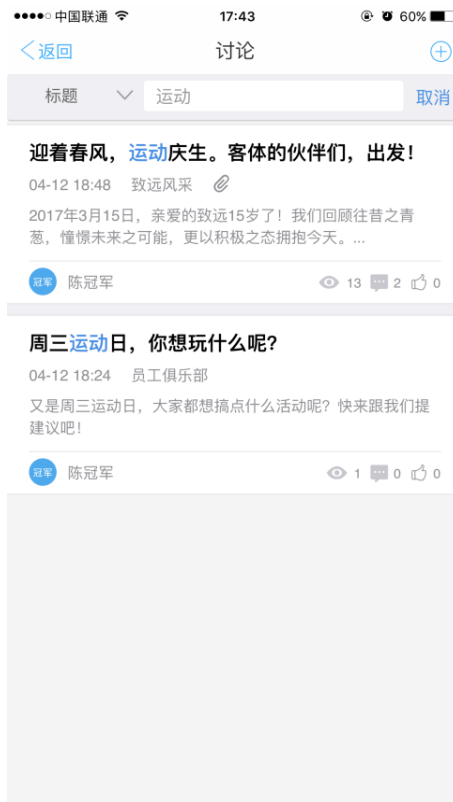 中国联通 17:43 60%
返回 讨论
标题 运动 取消
迎着春风，运动庆生。客体的伙伴们，出发！
04-12 18:48 致远风采
2017年3月15日，亲爱的致远15岁了！我们回顾往昔之青
葱，憧憬未来之可能，更以积极之态拥抱今天。...
冠军 陈冠军 13 2 0
周三运动日，你想玩什么呢?
04-12 18:24 员工俱乐部
又是周三运动日，大家都想搞点什么活动呢？快来跟我们提
建议吧！
冠军 陈冠军 1 0 0